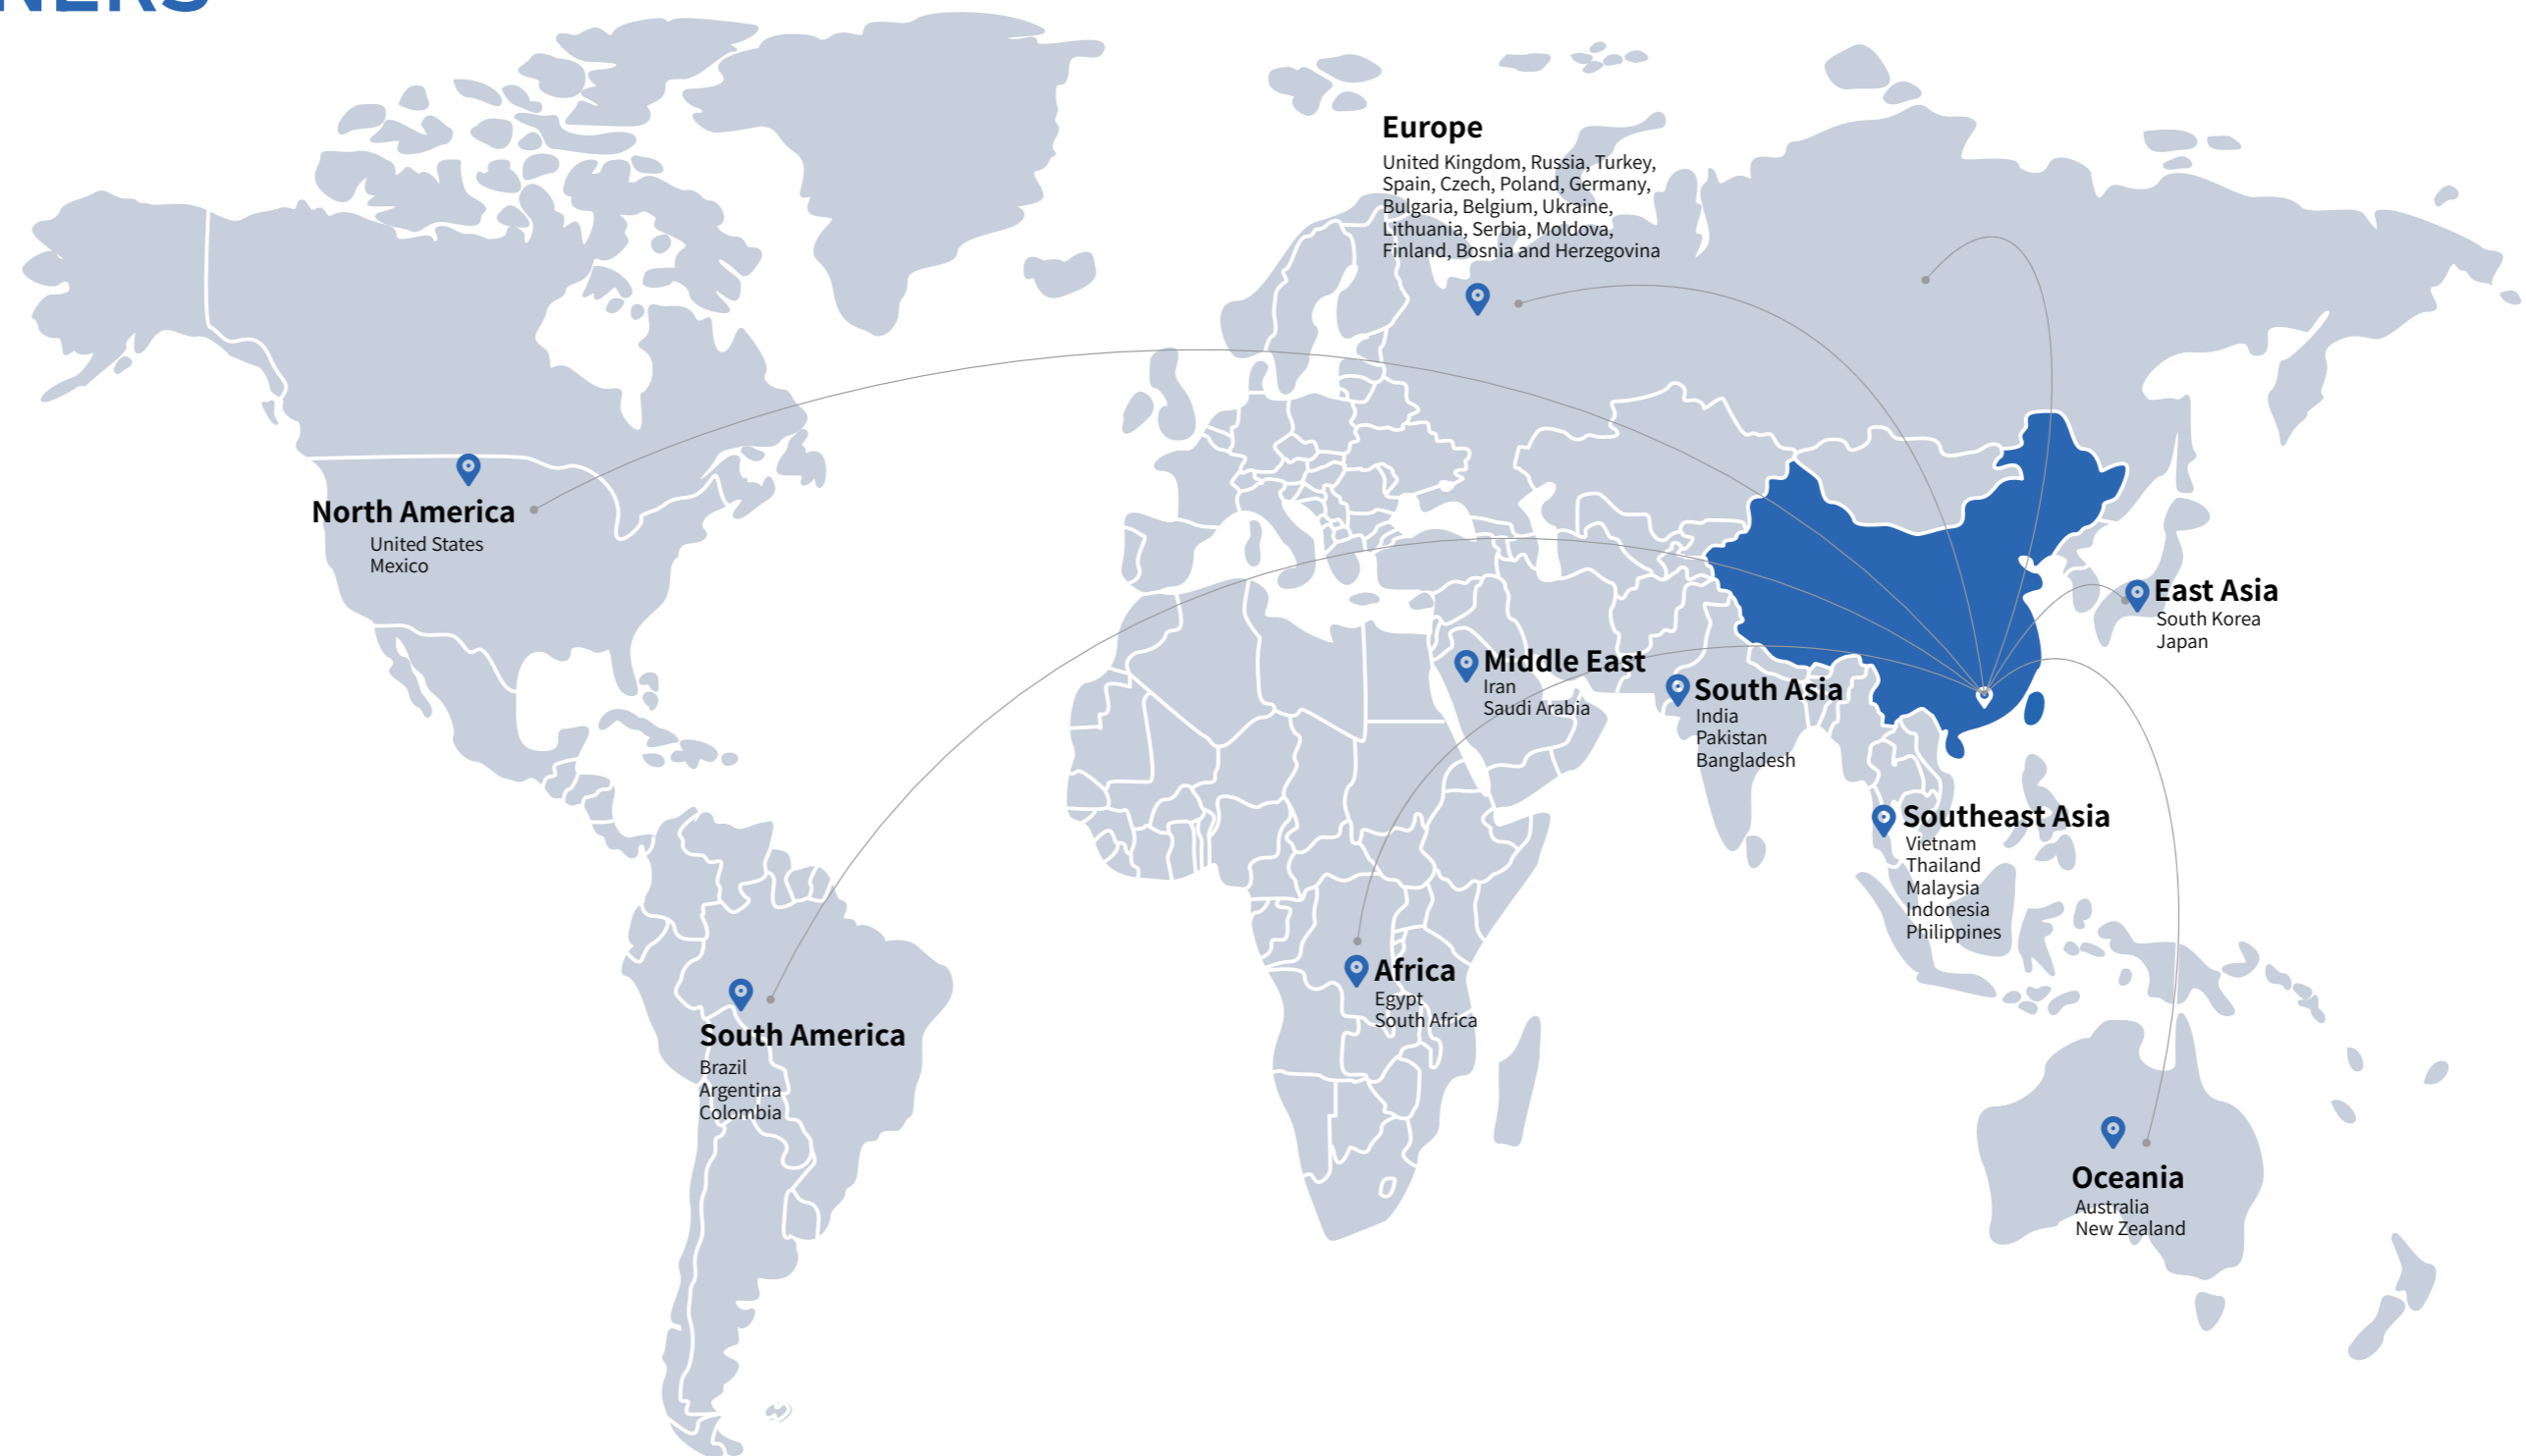 Europe
United Kingdom, Russia, Turkey,
Spain, Czech, Poland, Germany,
Bulgaria, Belgium, Ukraine,
Lithuania, Serbia, Moldova,
Finland, Bosnia and Herzegovina
North America
United States
Mexico
East Asia
South Korea
Japan
Middle East
Iran
Saudi Arabia
South Asia
India
Pakistan
Bangladesh
Southeast Asia
Vietnam
Thailand
Malaysia
Indonesia
Philippines
Africa
Egypt
South Africa
South America
Brazil
Argentina
Colombia
Oceania
Australia
New Zealand